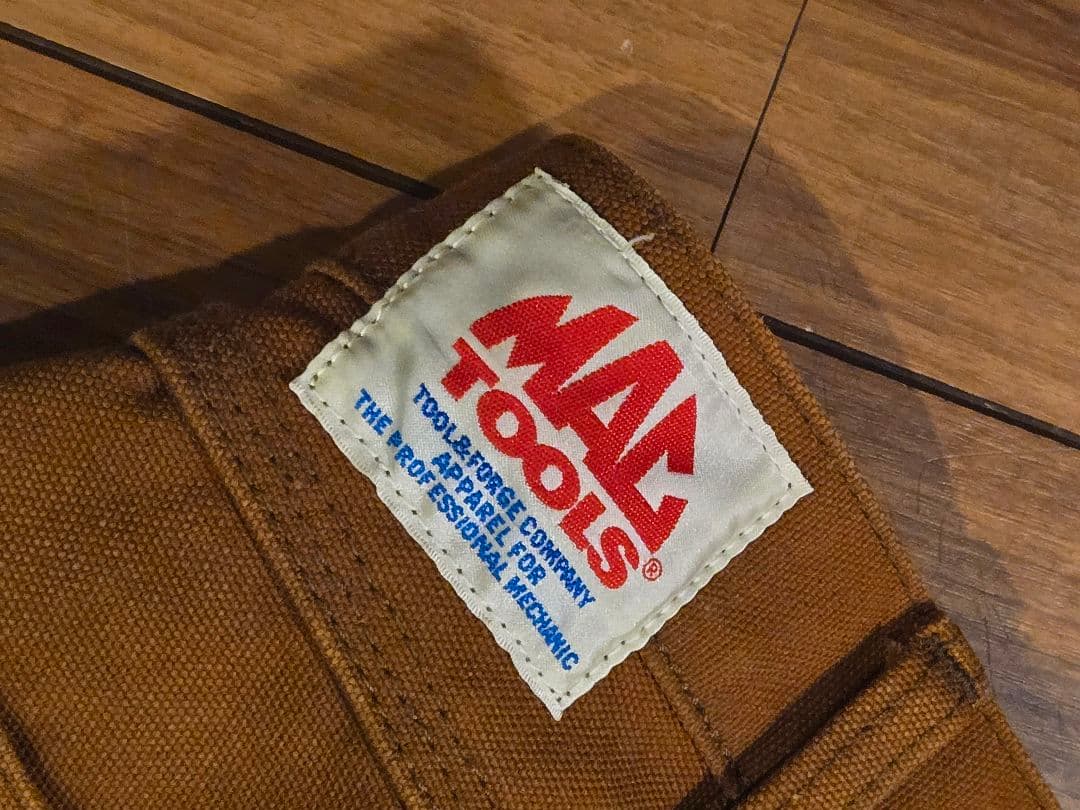 MAC
TOOLS®
TOOL&FORGE COMPANY
APPAREL FOR
THE PROFESSIONAL MECHANIC